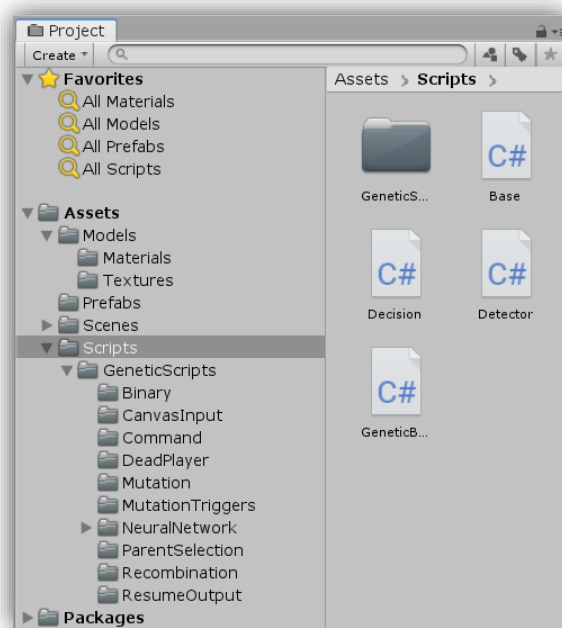 Project
Create
Favorites
All Materials
All Models
All Prefabs
All Scripts
Assets
Models
Materials
Textures
Prefabs
Scenes
Scripts
GeneticScripts
Binary
CanvasInput
Command
DeadPlayer
Mutation
MutationTriggers
NeuralNetwork
ParentSelection
Recombination
ResumeOutput
Packages
Assets > Scripts >
C#
GeneticS... Base
C# C#
Decision Detector
C#
GeneticB...